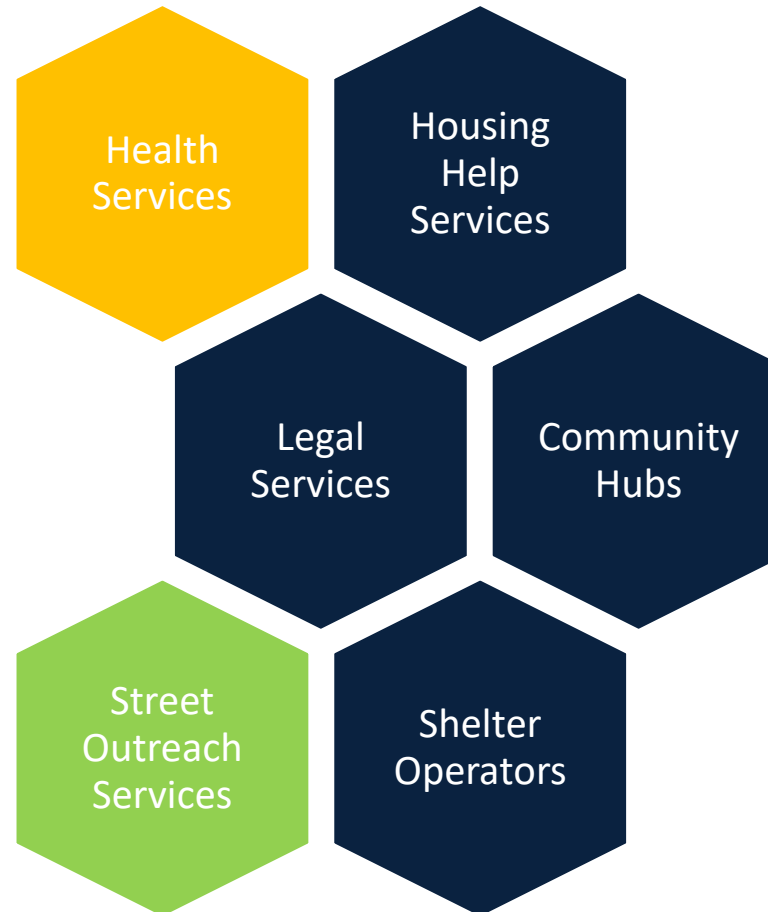 Health
Services
Housing
Help
Services
Legal
Services
Community
Hubs
Street
Outreach
Services
Shelter
Operators